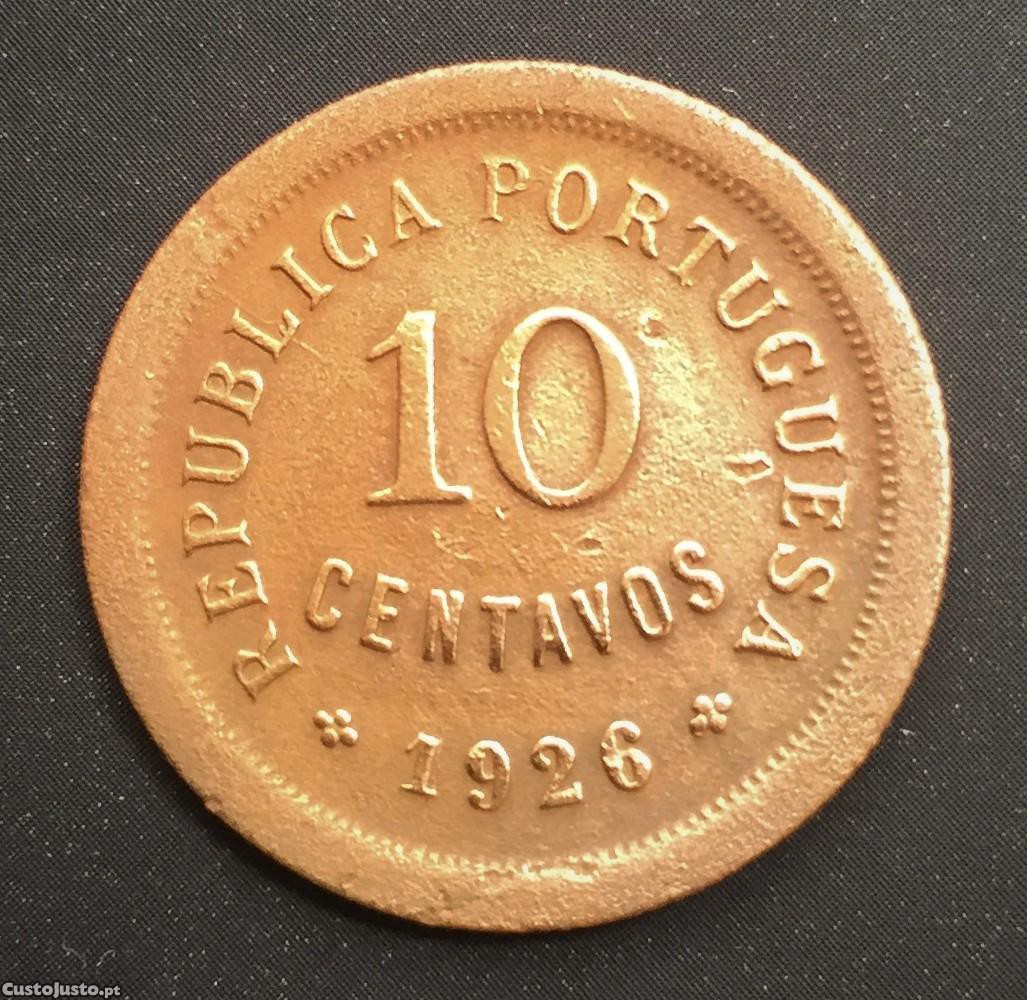 REPUBLICA PORTUGUESA
10
CENTAVOS
1926
CustoJusto.pt